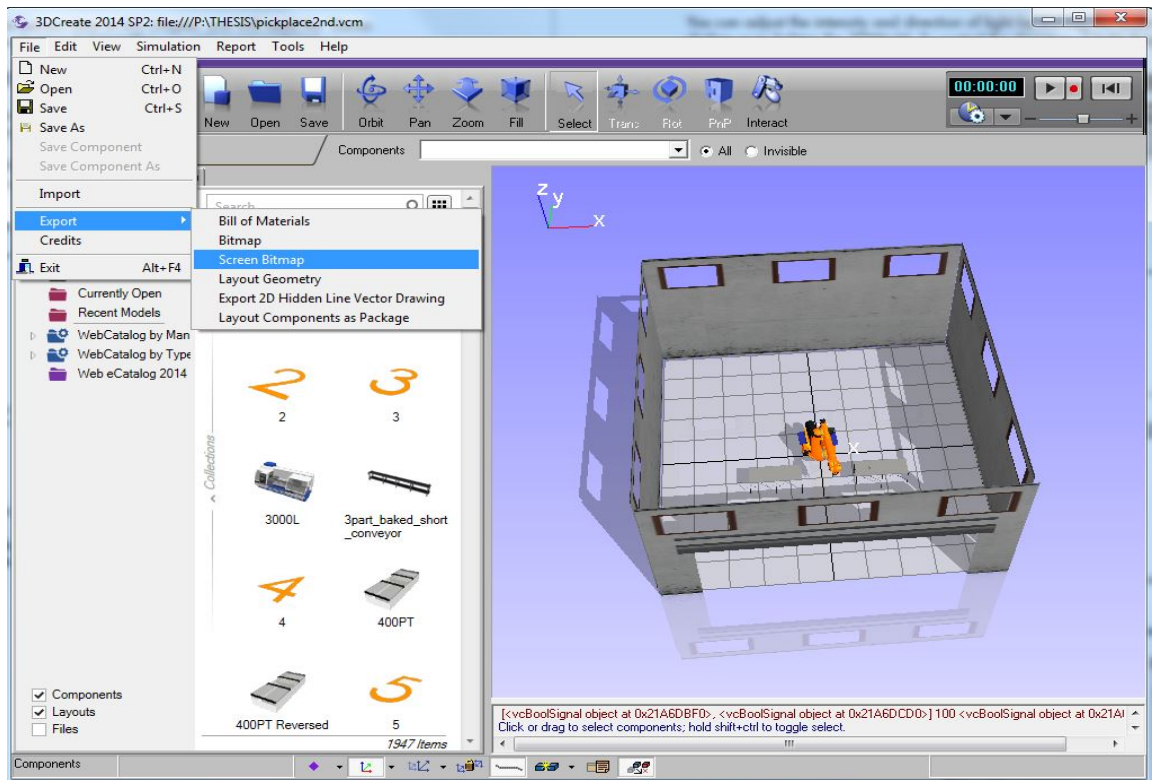 3DCreate 2014 SP2: file:///P:\THESIS\pickplace2nd.vcm
File Edit View Simulation Report Tools Help
New Ctrl+N
Open Ctrl+O
Save Ctrl+S
Save As
Save Component
Save Component As
Import
Export
Credits
Exit Alt+F4
New Open Save Orbit Pan Zoom Fill Select Trans Rot PnP Interact
00:00:00
Components All Invisible
Search
Bill of Materials
Bitmap
Screen Bitmap
Layout Geometry
Export 2D Hidden Line Vector Drawing
Layout Components as Package
Currently Open
Recent Models
WebCatalog by Man
WebCatalog by Type
Web eCatalog 2014
Collections
2 3
2 3
3000L 3part_baked_short
_conveyor
4
4 400PT
5
400PT Reversed 5
1947 Items
z
y
x
x
Components
Layouts
Files
[<vcBoolSignal object at 0x21A6DBF0>, <vcBoolSignal object at 0x21A6DCD0>] 100 <vcBoolSignal object at 0x21A
Click or drag to select components; hold shift+ctrl to toggle select.
Components